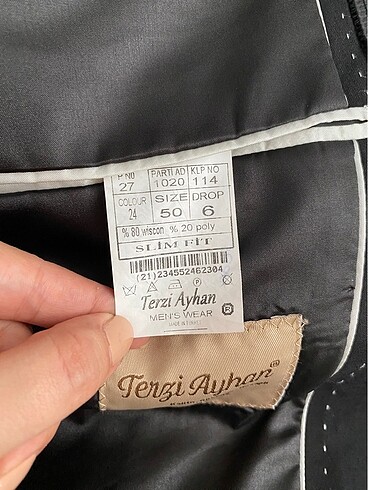 P NO PARTI AD KLP NO
27 1020 114
COLOUR SIZE DROP
24 50 6
% 80 wiscon % 20 poly
SLIM FIT
(21)234552462304
Terzi Ayhan
MEN'S WEAR R
Terzi Ayhan